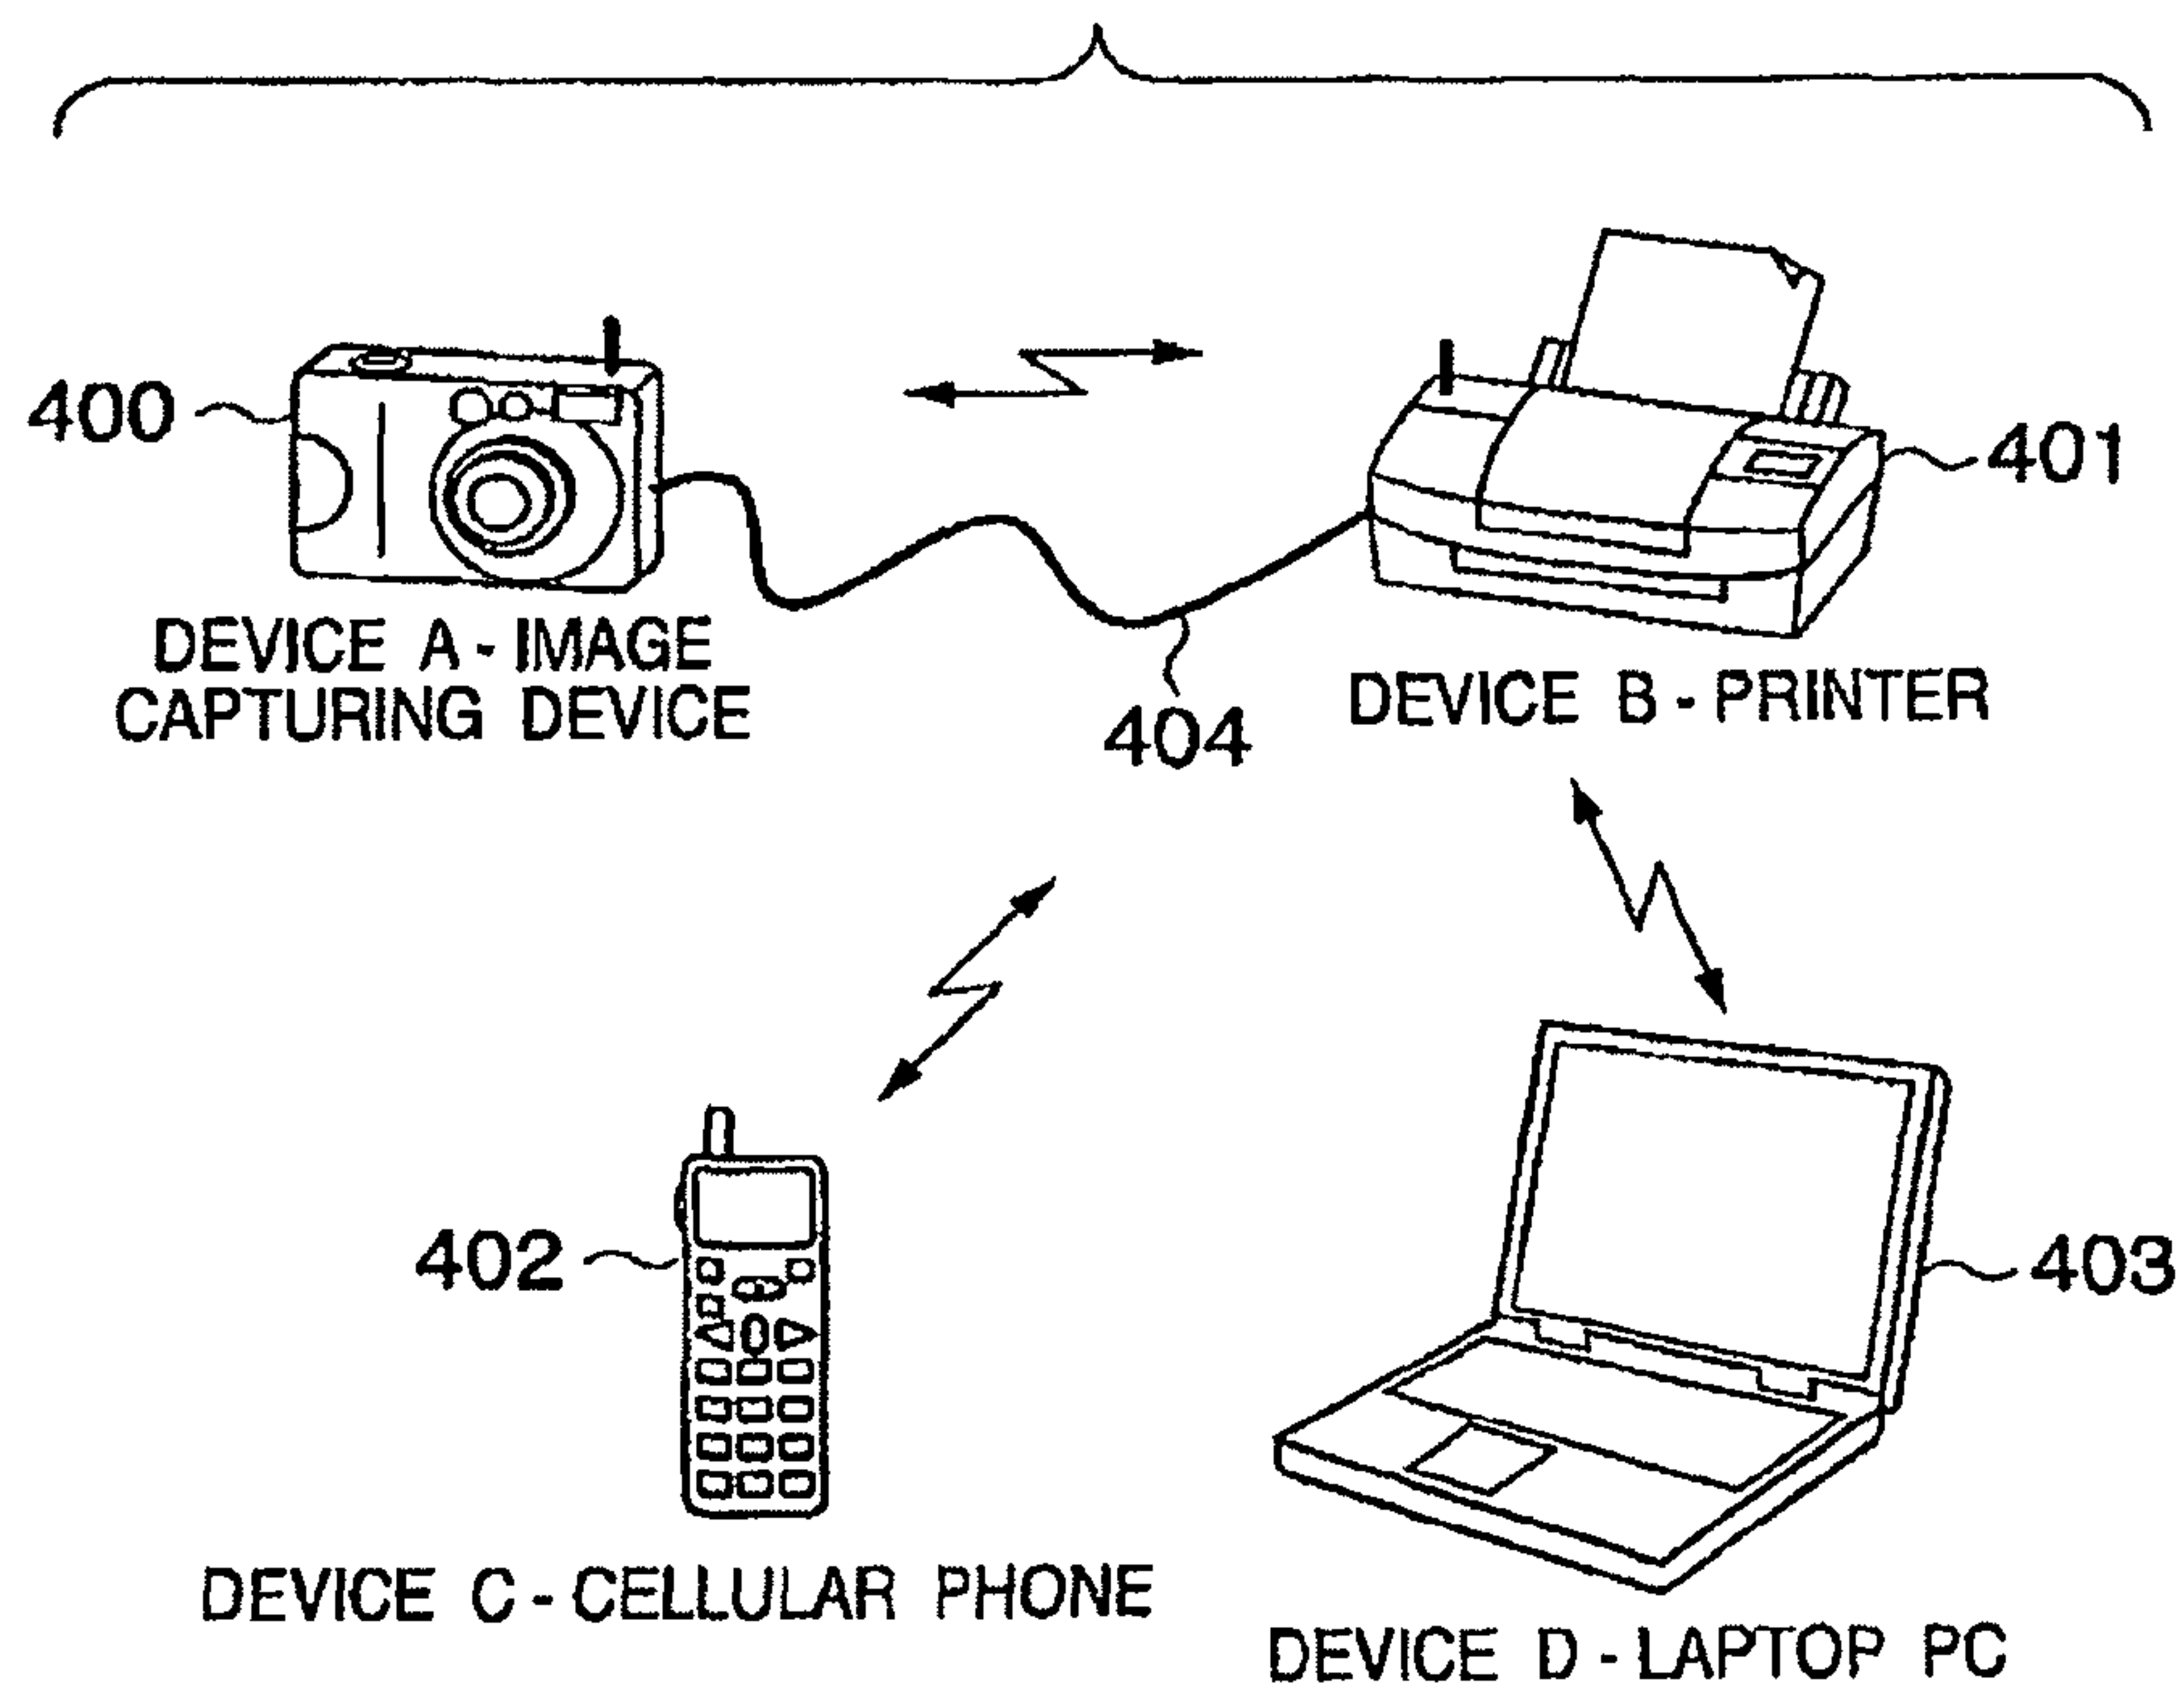 400
401
DEVICE A - IMAGE
CAPTURING DEVICE
404
DEVICE B - PRINTER
402
403
DEVICE C - CELLULAR PHONE
DEVICE D - LAPTOP PC